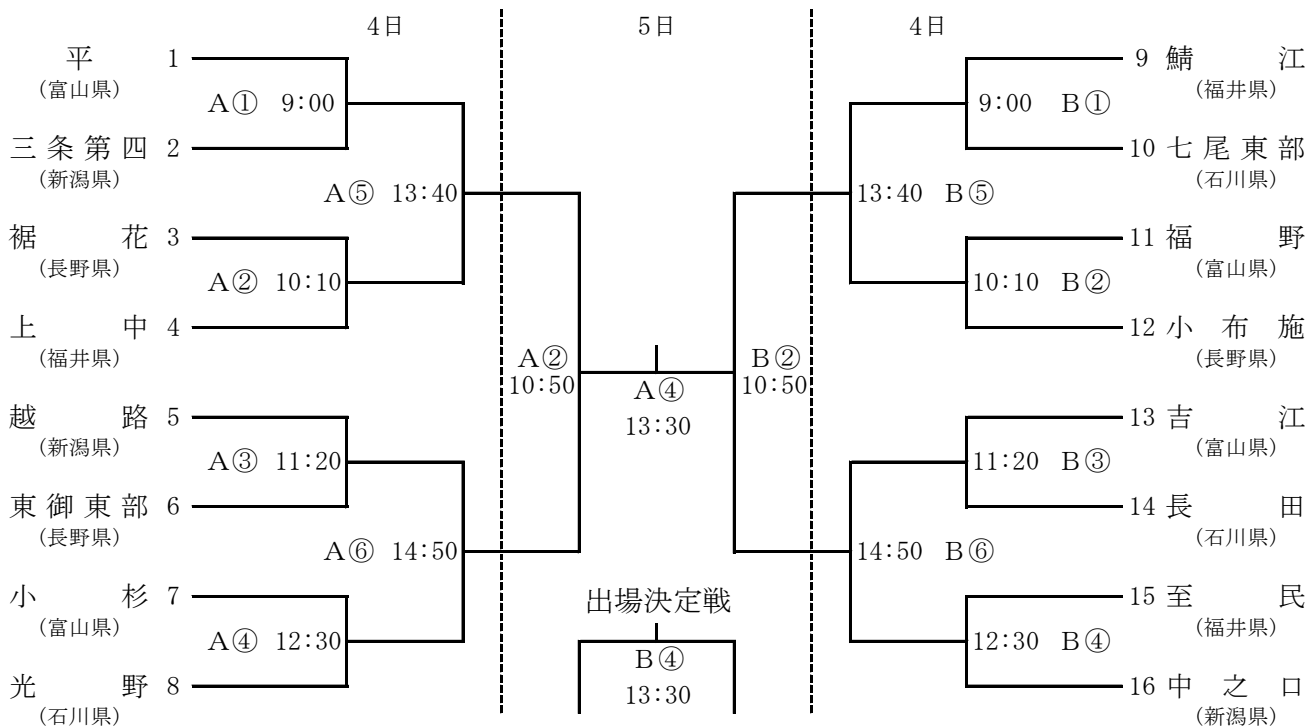 4日
5日
4日
平 1
(富山県)
A① 9:00
三条第四 2
(新潟県)
A⑤ 13:40
裾花 3
(長野県)
A② 10:10
上中 4
(福井県)
越路 5
(新潟県)
A③ 11:20
東御東部 6
(長野県)
A⑥ 14:50
小杉 7
(富山県)
A④ 12:30
光野 8
(石川県)
A②
10:50
A④
13:30
B②
10:50
出場決定戦
B④
13:30
9 鯖江
(福井県)
9:00 B①
10 七尾東部
(石川県)
13:40 B⑤
11 福野
(富山県)
10:10 B②
12 小布施
(長野県)
13 吉江
(富山県)
11:20 B③
14 長田
(石川県)
14:50 B⑥
15 至民
(福井県)
12:30 B④
16 中之口
(新潟県)